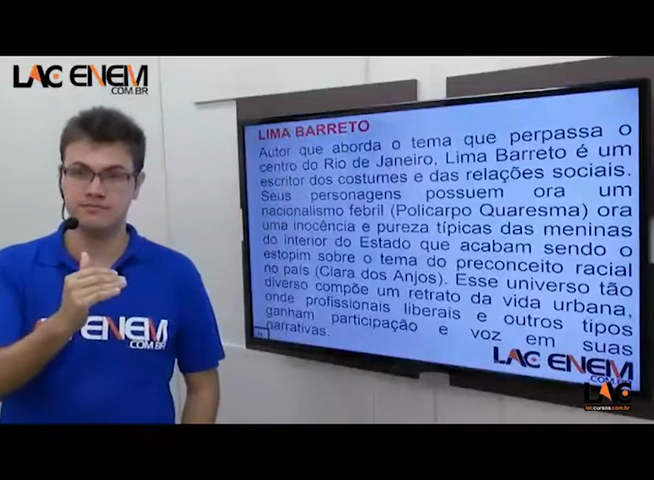 LAC ENEM
.COM.BR
LIMA BARRETO
Autor que aborda o tema que perpassa o
centro do Rio de Janeiro, Lima Barreto é um
escritor dos costumes e das relações sociais.
Seus personagens possuem ora um
nacionalismo febril (Policarpo Quaresma) ora
uma inocência e pureza típicas das meninas
do interior do Estado que acabam sendo o
estopim sobre o tema do preconceito racial
no país (Clara dos Anjos). Esse universo tão
diverso compõe um retrato da vida urbana,
onde profissionais liberais e outros tipos
ganham participação e voz em suas
narrativas.
LAC ENEM
.COM.BR
ENEM
.COM.BR
LAC
laccursos.com.br